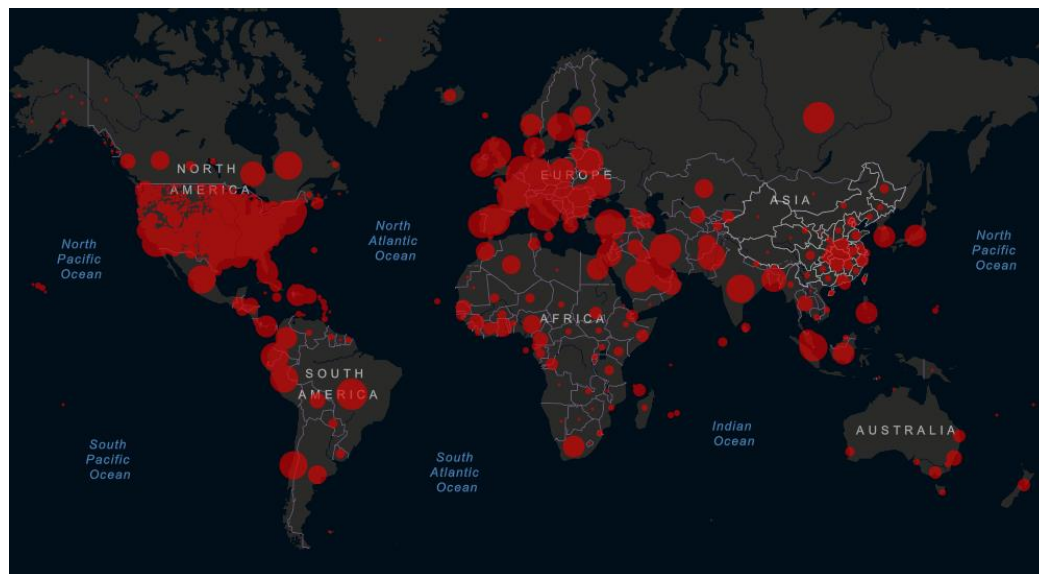 NORTH
AMERICA
EUROPE
ASIA
North
Pacific
Ocean
North
Atlantic
Ocean
North
Pacific
Ocean
AFRICA
SOUTH
AMERICA
Indian
Ocean
AUSTRALIA
South
Pacific
Ocean
South
Atlantic
Ocean